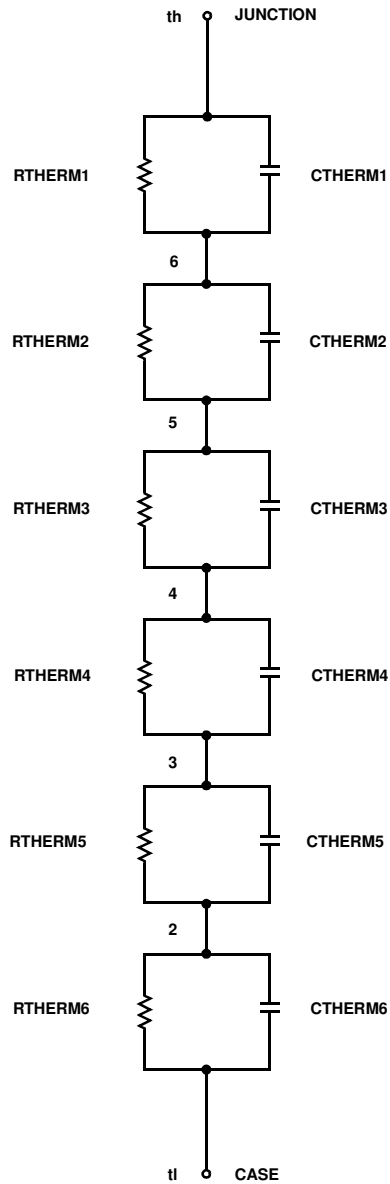 th JUNCTION
RTHERM1 CTHERM1
6
RTHERM2 CTHERM2
5
RTHERM3 CTHERM3
4
RTHERM4 CTHERM4
3
RTHERM5 CTHERM5
2
RTHERM6 CTHERM6
tl CASE